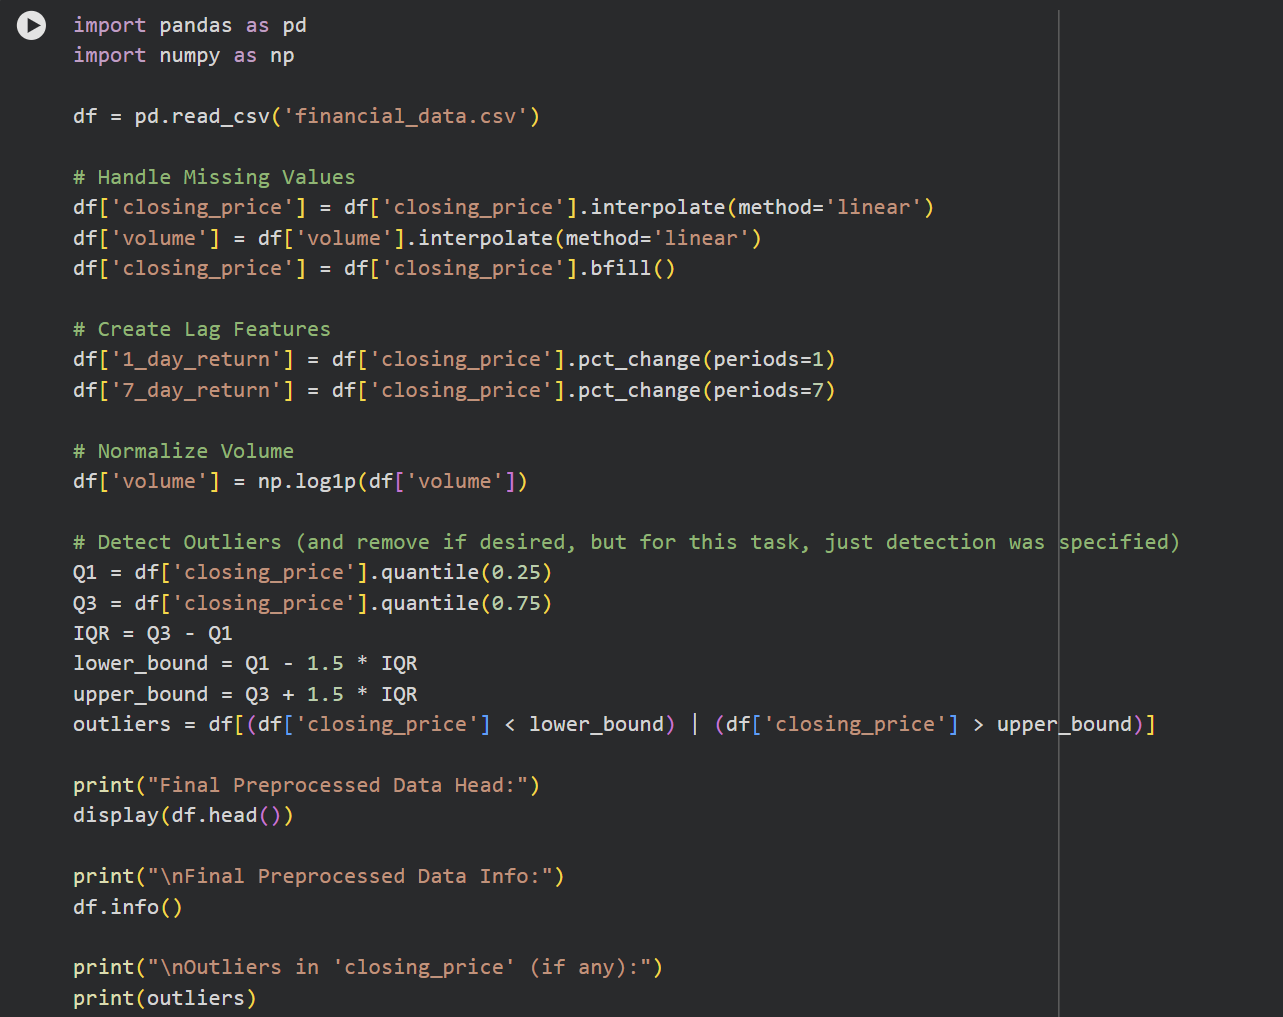 import pandas as pd
import numpy as np
df = pd.read_csv('financial_data.csv')
# Handle Missing Values
df['closing_price'] = df['closing_price'].interpolate(method='linear')
df['volume'] = df['volume'].interpolate(method='linear')
df['closing_price'] = df['closing_price'].bfill()
# Create Lag Features
df['1_day_return'] = df['closing_price'].pct_change(periods=1)
df['7_day_return'] = df['closing_price'].pct_change(periods=7)
# Normalize Volume
df['volume'] = np.log1p(df['volume'])
# Detect Outliers (and remove if desired, but for this task, just detection was specified)
Q1 = df['closing_price'].quantile(0.25)
Q3 = df['closing_price'].quantile(0.75)
IQR = Q3 - Q1
lower_bound = Q1 - 1.5 * IQR
upper_bound = Q3 + 1.5 * IQR
outliers = df[(df['closing_price'] < lower_bound) | (df['closing_price'] > upper_bound)]
print("Final Preprocessed Data Head:")
display(df.head())
print("\nFinal Preprocessed Data Info:")
df.info()
print("\nOutliers in 'closing_price' (if any):")
print(outliers)